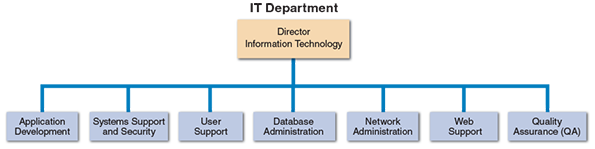 IT Department
Director
Information Technology
Application
Development
Systems Support
and Security
User
Support
Database
Administration
Network
Administration
Web
Support
Quality
Assurance (QA)